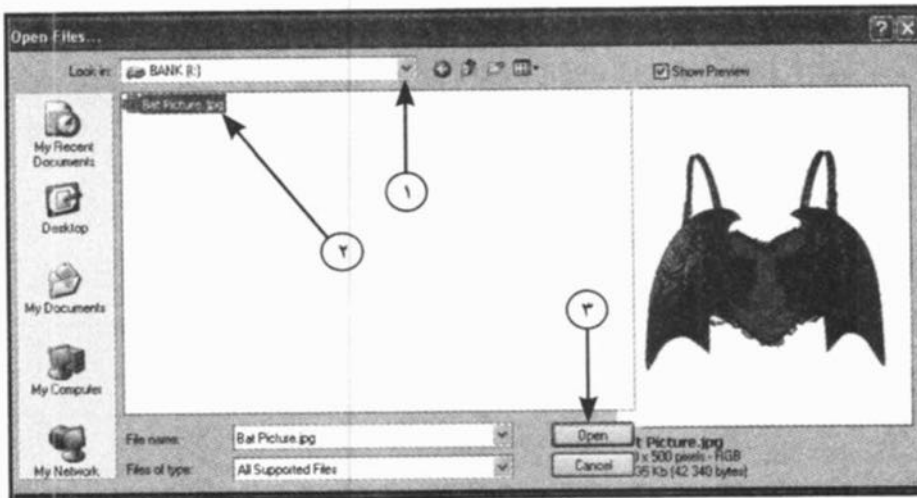 Open Files...
Look in: BANK (I:)
Show Preview
Bat Picture.jpg
My Recent
Documents
Desktop
My Documents
My Computer
My Network
١
٢
٣
File name: Bat Picture.jpg
Open
Files of type: All Supported Files
Cancel
t Picture.jpg
x 500 pixels - RGB
Kb (42 340 bytes)